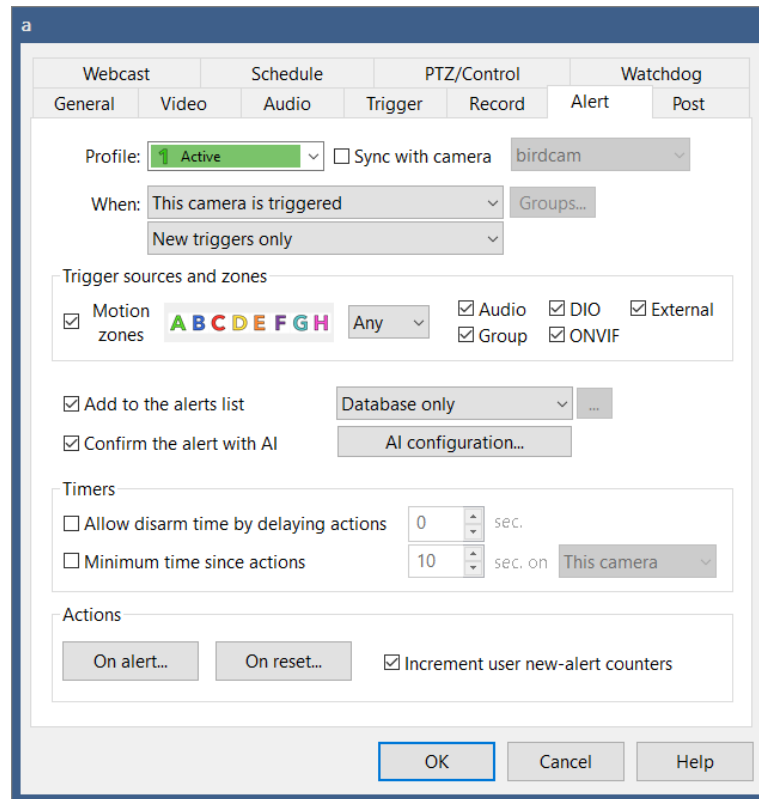 a
Webcast Schedule PTZ/Control Watchdog
General Video Audio Trigger Record Alert Post
Profile: 1 Active Sync with camera birdcam
When: This camera is triggered Groups...
New triggers only
Trigger sources and zones
Motion zones A B C D E F G H Any Audio DIO External
Group ONVIF
Add to the alerts list Database only ...
Confirm the alert with AI AI configuration...
Timers
Allow disarm time by delaying actions 0 sec.
Minimum time since actions 10 sec. on This camera
Actions
On alert... On reset... Increment user new-alert counters
OK Cancel Help